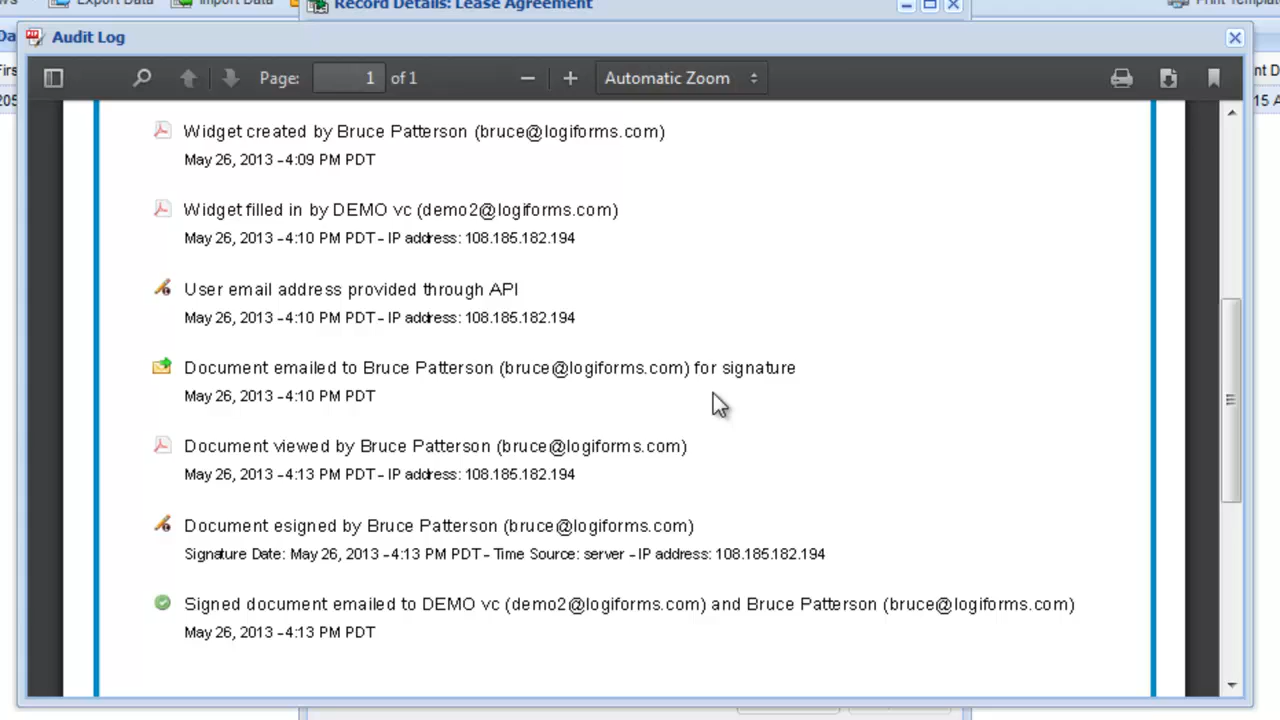 Export Data Import Data Record Details: Lease Agreement Print Templa
Da Audit Log
Firs Page: 1 of 1 Automatic Zoom nt D
205 15 A
Widget created by Bruce Patterson (bruce@logiforms.com)
May 26, 2013 - 4:09 PM PDT
Widget filled in by DEMO vc (demo2@logiforms.com)
May 26, 2013 - 4:10 PM PDT - IP address: 108.185.182.194
User email address provided through API
May 26, 2013 - 4:10 PM PDT - IP address: 108.185.182.194
Document emailed to Bruce Patterson (bruce@logiforms.com) for signature
May 26, 2013 - 4:10 PM PDT
Document viewed by Bruce Patterson (bruce@logiforms.com)
May 26, 2013 - 4:13 PM PDT - IP address: 108.185.182.194
Document esigned by Bruce Patterson (bruce@logiforms.com)
Signature Date: May 26, 2013 - 4:13 PM PDT - Time Source: server - IP address: 108.185.182.194
Signed document emailed to DEMO vc (demo2@logiforms.com) and Bruce Patterson (bruce@logiforms.com)
May 26, 2013 - 4:13 PM PDT